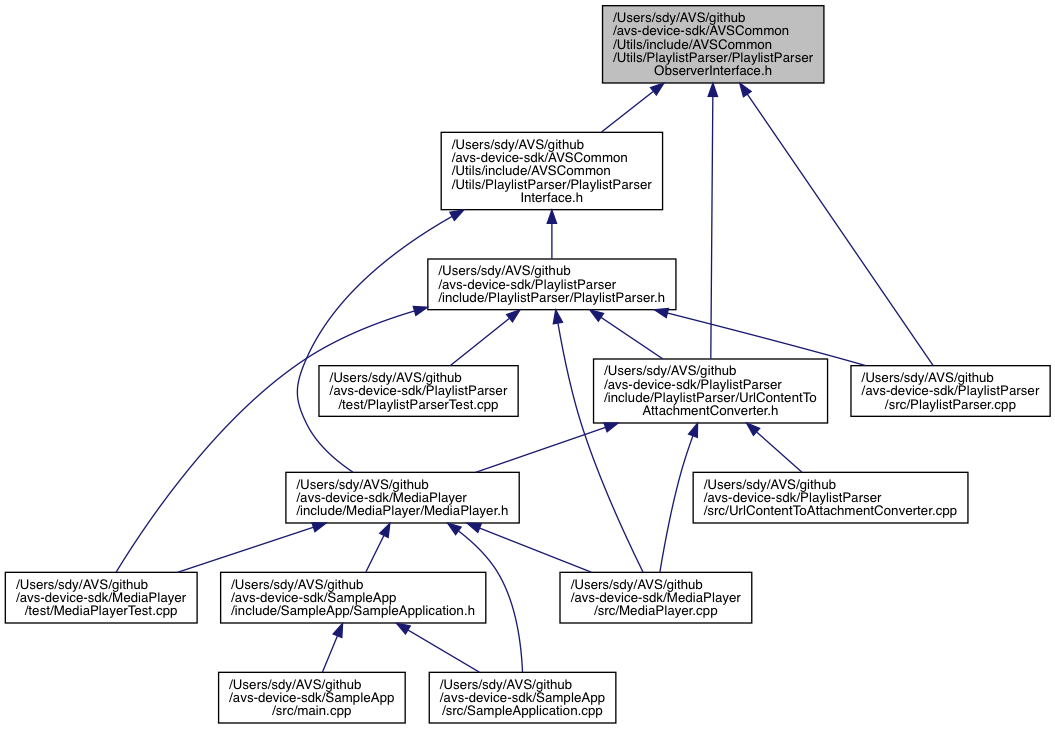 /Users/sdy/AVS/github
/avs-device-sdk/AVSCommon
/Utils/include/AVSCommon
/Utils/PlaylistParser/PlaylistParser
ObserverInterface.h
/Users/sdy/AVS/github
/avs-device-sdk/AVSCommon
/Utils/include/AVSCommon
/Utils/PlaylistParser/PlaylistParser
Interface.h
/Users/sdy/AVS/github
/avs-device-sdk/PlaylistParser
/include/PlaylistParser/PlaylistParser.h
/Users/sdy/AVS/github
/avs-device-sdk/PlaylistParser
/test/PlaylistParserTest.cpp
/Users/sdy/AVS/github
/avs-device-sdk/PlaylistParser
/include/PlaylistParser/UrlContentTo
AttachmentConverter.h
/Users/sdy/AVS/github
/avs-device-sdk/PlaylistParser
/src/PlaylistParser.cpp
/Users/sdy/AVS/github
/avs-device-sdk/MediaPlayer
/include/MediaPlayer/MediaPlayer.h
/Users/sdy/AVS/github
/avs-device-sdk/PlaylistParser
/src/UrlContentToAttachmentConverter.cpp
/Users/sdy/AVS/github
/avs-device-sdk/MediaPlayer
/test/MediaPlayerTest.cpp
/Users/sdy/AVS/github
/avs-device-sdk/SampleApp
/include/SampleApp/SampleApplication.h
/Users/sdy/AVS/github
/avs-device-sdk/MediaPlayer
/src/MediaPlayer.cpp
/Users/sdy/AVS/github
/avs-device-sdk/SampleApp
/src/main.cpp
/Users/sdy/AVS/github
/avs-device-sdk/SampleApp
/src/SampleApplication.cpp